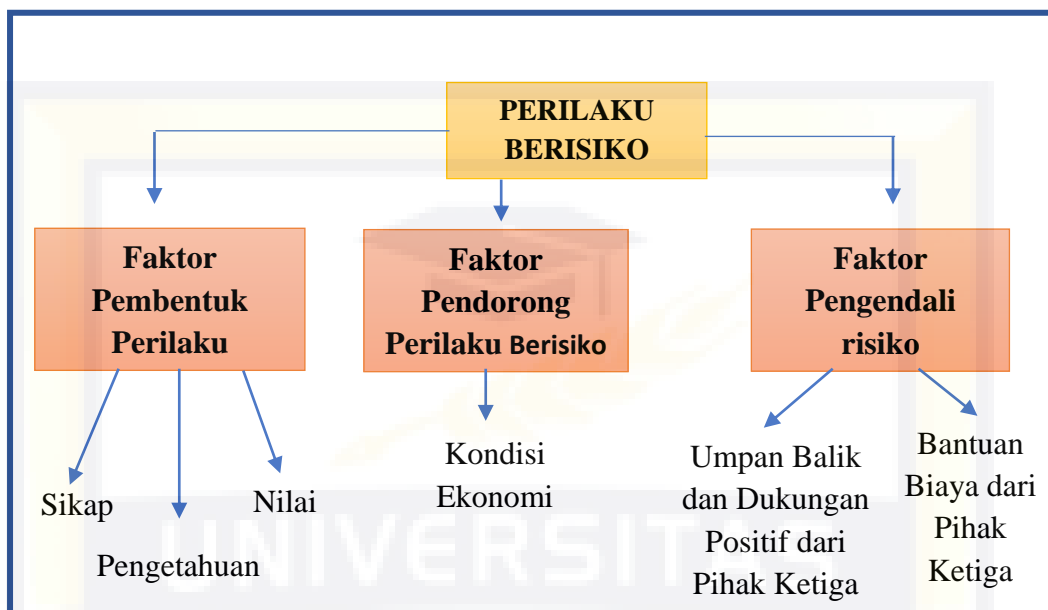 PERILAKU
BERISIKO
Faktor
Pembentuk
Perilaku
Faktor
Pendorong
Perilaku Berisiko
Faktor
Pengendali
risiko
Sikap
Pengetahuan
Nilai
Kondisi
Ekonomi
Umpan Balik
dan Dukungan
Positif dari
Pihak Ketiga
Bantuan
Biaya dari
Pihak
Ketiga
UNIVERSITAS